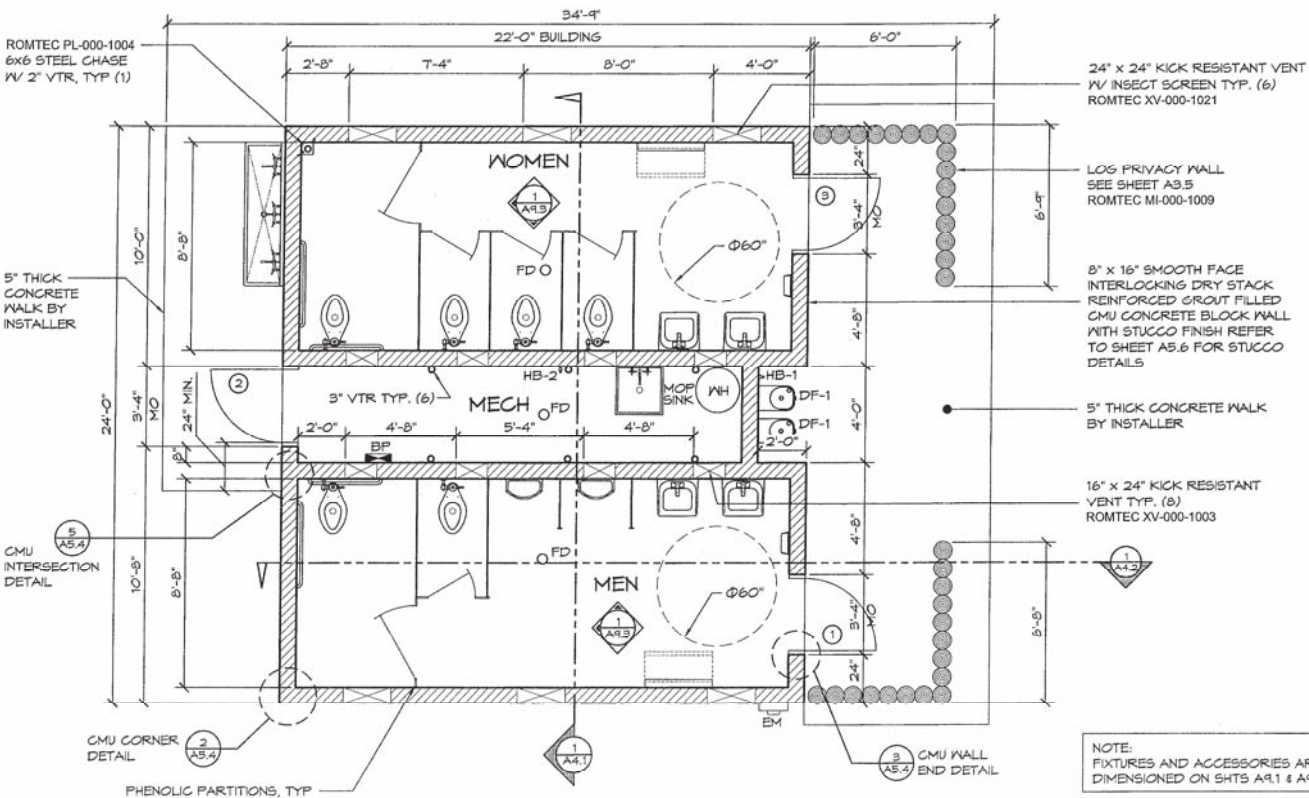 34'-9"
22'-0" BUILDING
6'-0"
2'-8"
7'-4"
8'-0"
4'-0"
ROMTEC PL-000-1004
6x6 STEEL CHASE
W/ 2" VTR, TYP (1)
24" x 24" KICK RESISTANT VENT
W/ INSECT SCREEN TYP. (6)
ROMTEC XV-000-1021
LOG PRIVACY WALL
SEE SHEET A3.5
ROMTEC MI-000-1009
8" x 16" SMOOTH FACE
INTERLOCKING DRY STACK
REINFORCED GROUT FILLED
CMU CONCRETE BLOCK WALL
WITH STUCCO FINISH REFER
TO SHEET A5.6 FOR STUCCO
DETAILS
5" THICK CONCRETE WALK
BY INSTALLER
16" x 24" KICK RESISTANT
VENT TYP. (8)
ROMTEC XV-000-1003
5" THICK
CONCRETE
WALK BY
INSTALLER
24'-0"
10'-0"
3'-4"
MO
24" MIN.
8"
10'-8"
8'-8"
8'-8"
WOMEN
1
A9.3
FD
Φ60"
24"
3
3'-4"
MO
6'-9"
4'-8"
2
3" VTR TYP. (6)
MECH
HB-2
FD
MOP
SINK
WH
HB-1
DF-1
DF-1
4'-0"
2'-0"
2'-0"
4'-8"
5'-4"
4'-8"
BP
FD
MEN
1
A9.3
Φ60"
4'-8"
3'-4"
MO
1
24"
8'-8"
1
A4.2
EM
5
A5.4
CMU
INTERSECTION
DETAIL
CMU CORNER
DETAIL
2
A5.4
PHENOLIC PARTITIONS, TYP
1
A4.1
3
A5.4
CMU WALL
END DETAIL
NOTE:
FIXTURES AND ACCESSORIES AR
DIMENSIONED ON SHTS A9.1 & A9